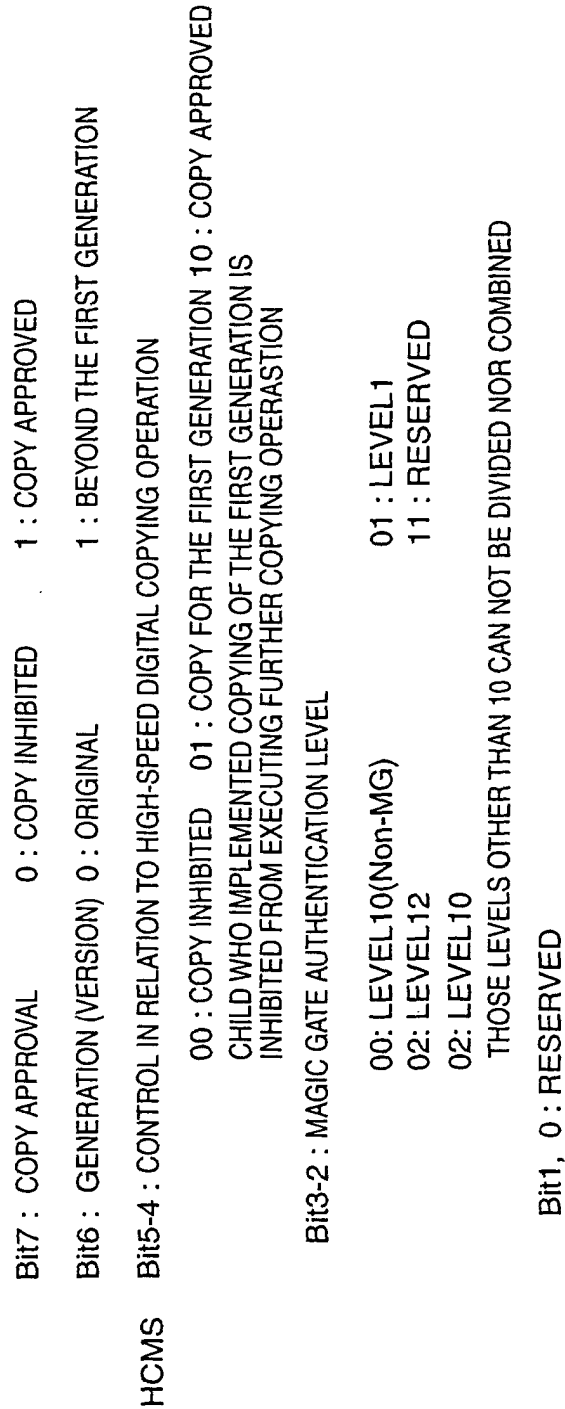 Bit7 : COPY APPROVAL 0 : COPY INHIBITED 1 : COPY APPROVED
Bit6 : GENERATION (VERSION) 0 : ORIGINAL 1 : BEYOND THE FIRST GENERATION
HCMS Bit5-4 : CONTROL IN RELATION TO HIGH-SPEED DIGITAL COPYING OPERATION
00 : COPY INHIBITED 01 : COPY FOR THE FIRST GENERATION 10 : COPY APPROVED
CHILD WHO IMPLEMENTED COPYING OF THE FIRST GENERATION IS
INHIBITED FROM EXECUTING FURTHER COPYING OPERASTION
Bit3-2 : MAGIC GATE AUTHENTICATION LEVEL
00: LEVEL10(Non-MG) 01 : LEVEL1
02: LEVEL12 11 : RESERVED
02: LEVEL10
THOSE LEVELS OTHER THAN 10 CAN NOT BE DIVIDED NOR COMBINED
Bit1, 0 : RESERVED